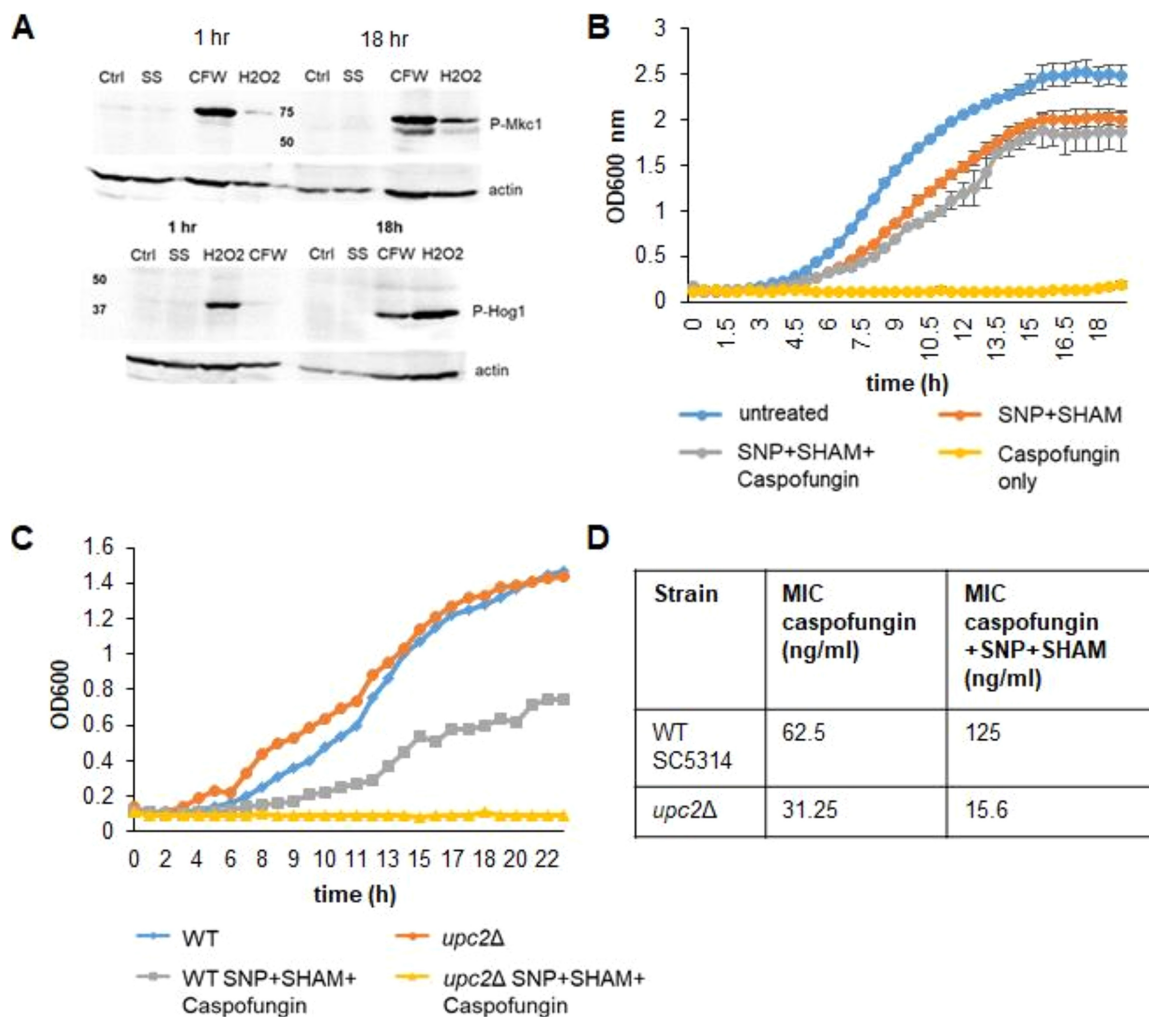 A
1 hr 18 hr
Ctrl SS CFW H2O2 Ctrl SS CFW H2O2
75
P-Mkc1
50
actin
1 hr 18h
Ctrl SS H2O2 CFW Ctrl SS CFW H2O2
50
37
P-Hog1
actin
B
OD600 nm
3
2.5
2
1.5
1
0.5
0
0 1.5 3 4.5 6 7.5 9 10.5 12 13.5 15 16.5 18
time (h)
untreated
SNP+SHAM
SNP+SHAM+
Caspofungin
Caspofungin
only
C
OD600
1.6
1.4
1.2
1
0.8
0.6
0.4
0.2
0
0 2 4 6 8 9 10 11 13 15 17 18 20 22
time (h)
WT
upc2Δ
WT SNP+SHAM+
Caspofungin
upc2Δ SNP+SHAM+
Caspofungin
D
Strain
MIC
caspofungin
(ng/ml)
MIC
caspofungin
+SNP+SHAM
(ng/ml)
WT
SC5314
62.5
125
upc2Δ
31.25
15.6